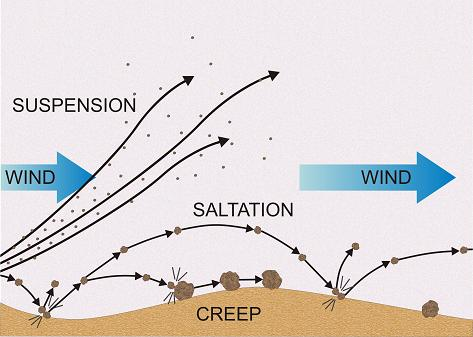 SUSPENSION
WIND
WIND
SALTATION
CREEP